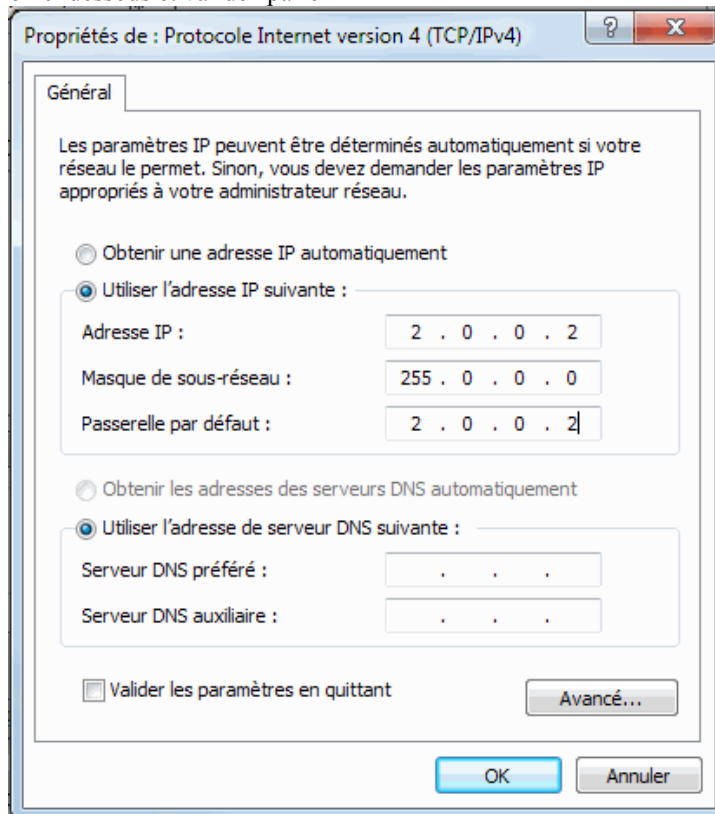 Propriétés de : Protocole Internet version 4 (TCP/IPv4)
Général
Les paramètres IP peuvent être déterminés automatiquement si votre
réseau le permet. Sinon, vous devez demander les paramètres IP
appropriés à votre administrateur réseau.
Obtenir une adresse IP automatiquement
Utiliser l'adresse IP suivante :
Adresse IP : 2 . 0 . 0 . 2
Masque de sous-réseau : 255 . 0 . 0 . 0
Passerelle par défaut : 2 . 0 . 0 . 2
Obtenir les adresses des serveurs DNS automatiquement
Utiliser l'adresse de serveur DNS suivante :
Serveur DNS préféré : . . .
Serveur DNS auxiliaire : . . .
Valider les paramètres en quittant
Avancé...
OK Annuler